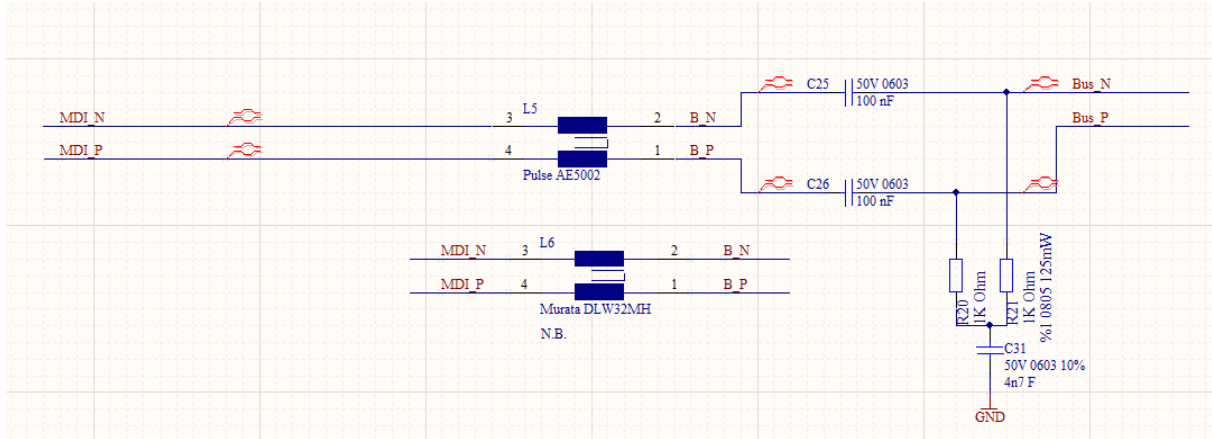 C25
50V 0603
100 nF
Bus_N
MDI_N
3
L5
2
B_N
Bus_P
MDI_P
4
1
B_P
Pulse AE5002
C26
50V 0603
100 nF
MDI_N
3
L6
2
B_N
MDI_P
4
1
B_P
Murata DLW32MH
N.B.
R20
1K Ohm
R21
1K Ohm
%1 0805 125mW
C31
50V 0603 10%
4n7 F
GND